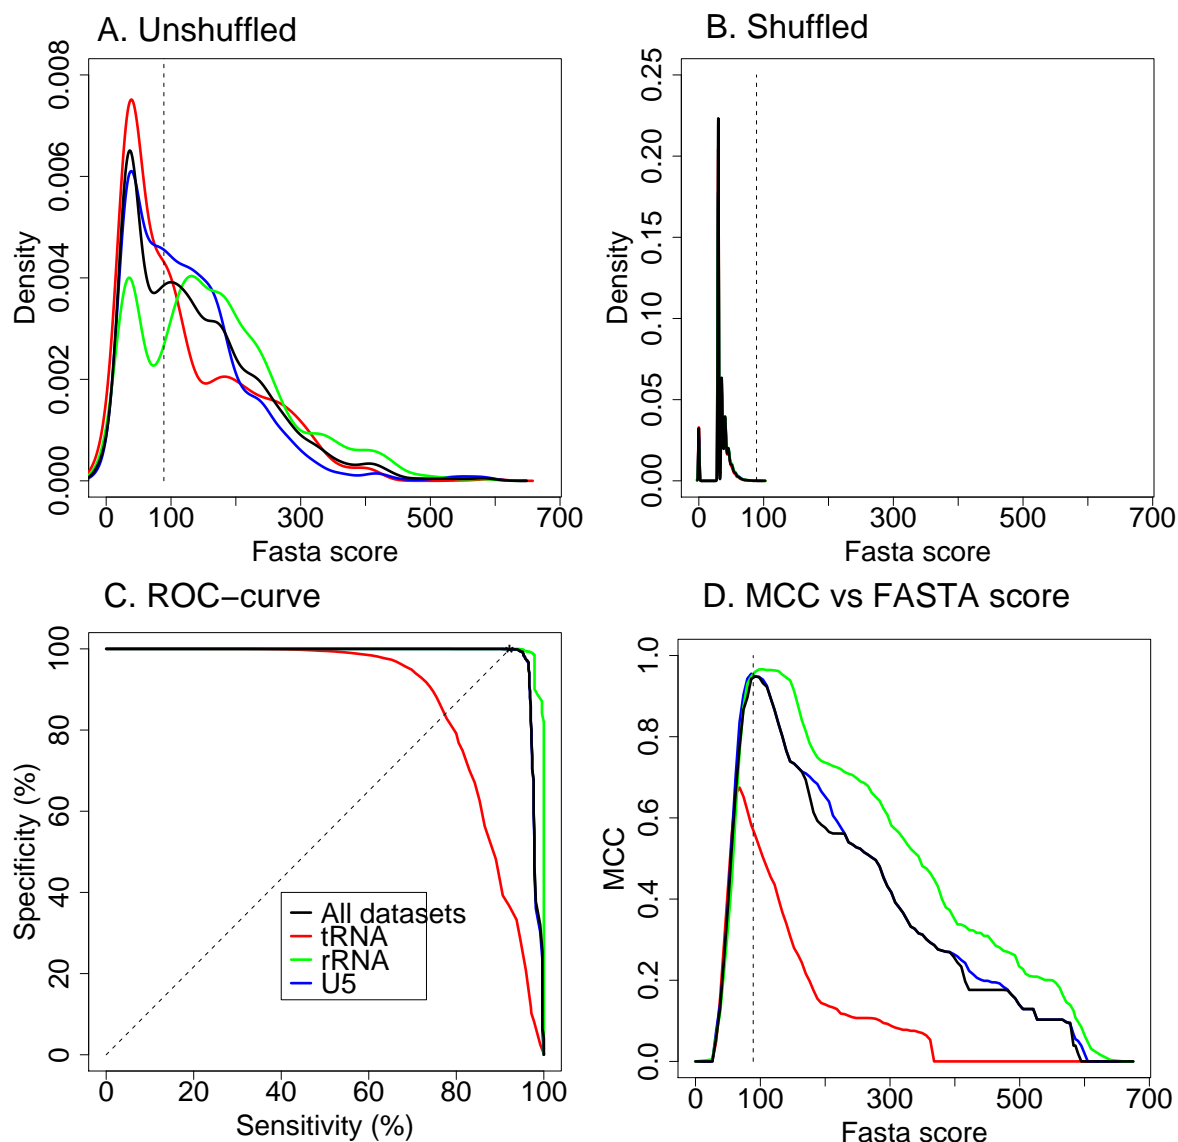 A. Unshuffled
Density
0.000 0.002 0.004 0.006 0.008
0 100 300 500 700
Fasta score
B. Shuffled
Density
0.00 0.05 0.10 0.15 0.20 0.25
0 100 300 500 700
Fasta score
C. ROC−curve
Specificity (%)
0 20 40 60 80 100
All datasets
tRNA
rRNA
U5
0 20 40 60 80 100
Sensitivity (%)
D. MCC vs FASTA score
MCC
0.0 0.2 0.4 0.6 0.8 1.0
0 100 300 500 700
Fasta score